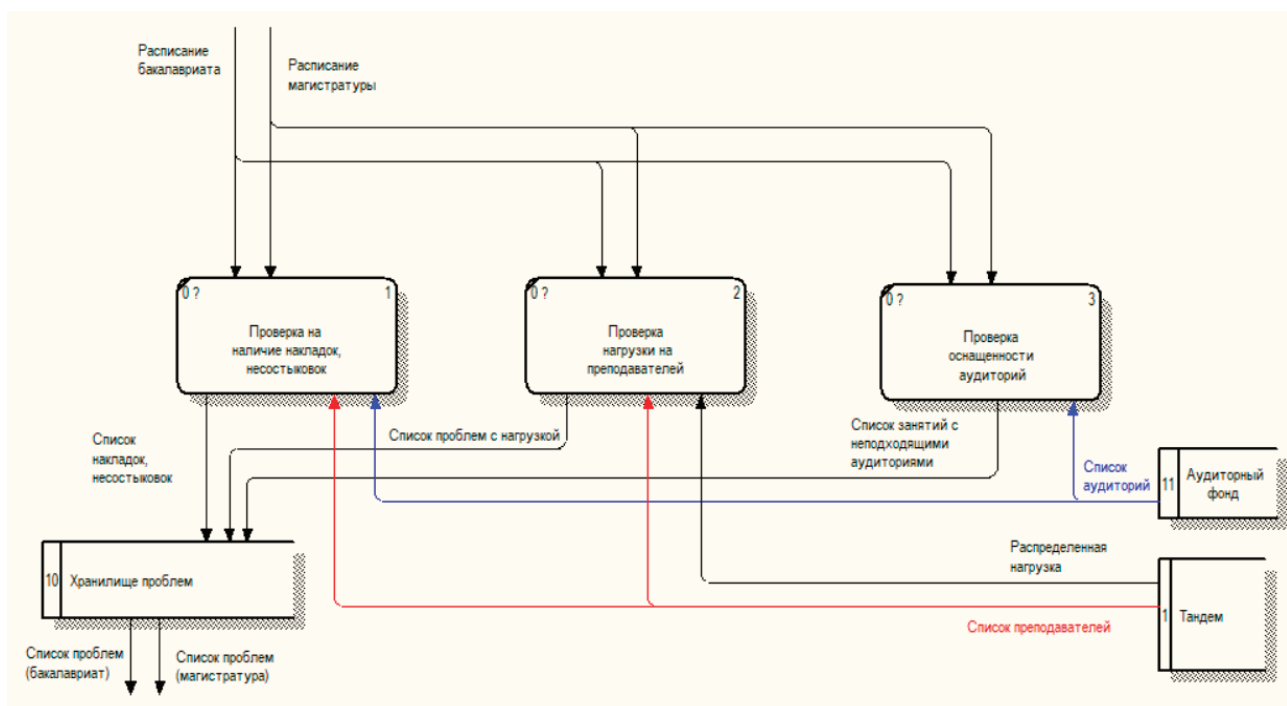 Расписание
бакалавриата
Расписание
магистратуры
0 ? 1
Проверка на
наличие накладок,
несостыковок
0 ? 2
Проверка
нагрузки на
преподавателей
0 ? 3
Проверка
оснащенности
аудиторий
Список
накладок,
несостыковок
Список проблем с нагрузкой
Список занятий с
неподходящими
аудиториями
Список
аудиторий
11 Аудиторный
фонд
Распределенная
нагрузка
10 Хранилище проблем
1 Тандем
Список преподавателей
Список проблем
(бакалавриат)
Список проблем
(магистратура)